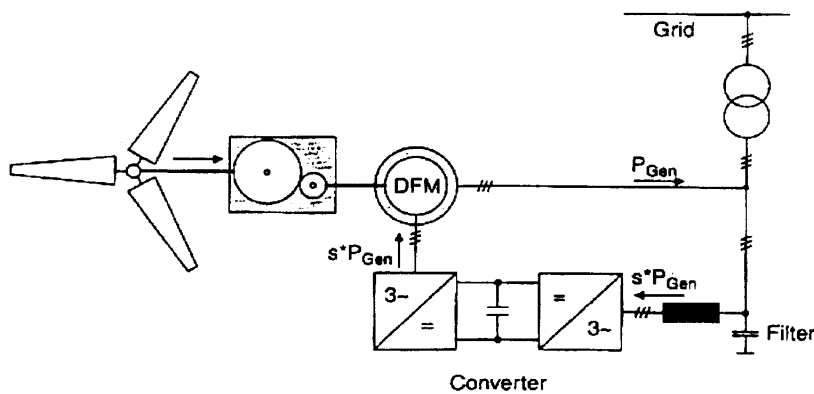 Grid
P_Gen
DFM
s*P_Gen
s*P_Gen
3~
=
=
3~
Filter
Converter